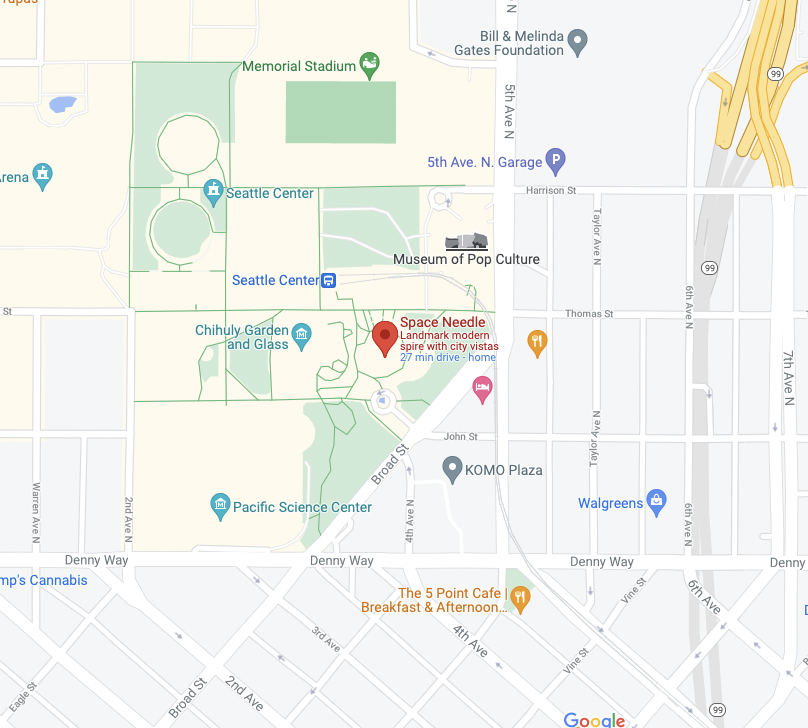 Bill & Melinda
Gates Foundation
Memorial Stadium
99
5th Ave N
5th Ave. N. Garage
P
Arena
Seattle Center
Harrison St
Museum of Pop Culture
Taylor Ave N
99
Seattle Center
6th Ave N
St
Thomas St
Space Needle
Landmark modern
spire with city vistas
27 min drive - home
Chihuly Garden
and Glass
7th Ave N
John St
Taylor Ave N
Broad St
KOMO Plaza
Walgreens
Pacific Science Center
Warren Ave N
2nd Ave N
4th Ave N
6th Ave N
Denny Way
Denny Way
Denny Way
Denny
mp's Cannabis
The 5 Point Cafe |
Breakfast & Afternoon...
Vine St
6th Ave
3rd Ave
4th Ave
Vine St
Eagle St
Broad St
2nd Ave
99
Google